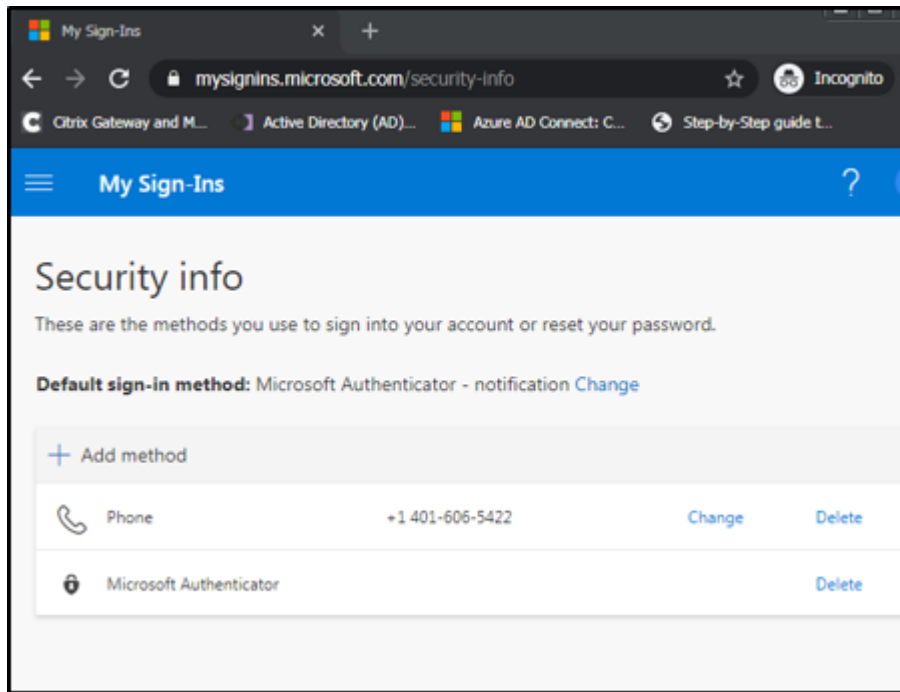 My Sign-Ins
mysignins.microsoft.com/security-info Incognito
Citrix Gateway and M... Active Directory (AD)... Azure AD Connect: C... Step-by-Step guide t...
My Sign-Ins ?
Security info
These are the methods you use to sign into your account or reset your password.
Default sign-in method: Microsoft Authenticator - notification Change
Add method
Phone +1 401-606-5422 Change Delete
Microsoft Authenticator Delete